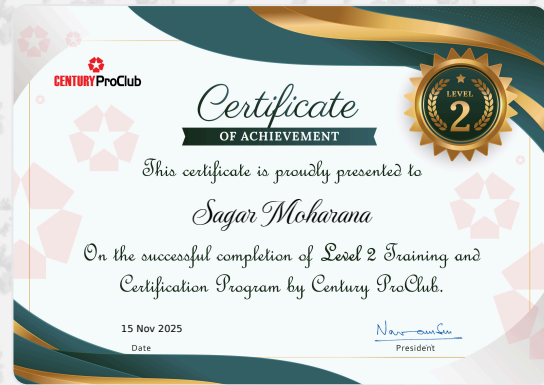 CENTURY ProClub
LEVEL
2
Certificate
OF ACHIEVEMENT
This certificate is proudly presented to
Sagar Moharana
On the successful completion of Level 2 Training and
Certification Program by Century ProClub.
15 Nov 2025
Date
President